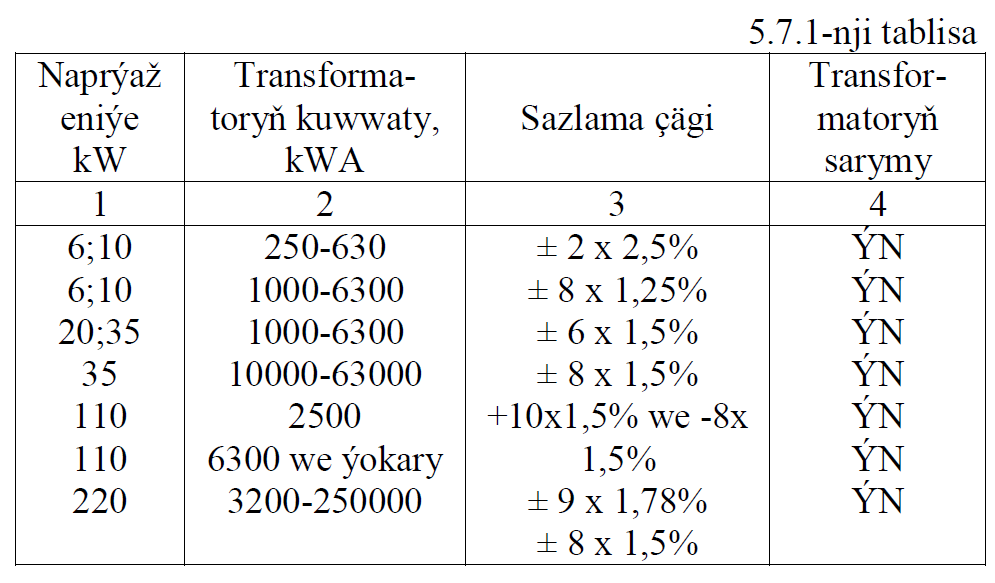 5.7.1-nji tablisa
Naprýaž Transforma- Transfor-
eniýe toryň kuwwaty, Sazlama çägi matoryň
kW kWA sarymy
1 2 3 4
6;10 250-630 ± 2 x 2,5% ÝN
6;10 1000-6300 ± 8 x 1,25% ÝN
20;35 1000-6300 ± 6 x 1,5% ÝN
35 10000-63000 ± 8 x 1,5% ÝN
110 2500 +10x1,5% we -8x ÝN
110 6300 we ýokary 1,5% ÝN
220 3200-250000 ± 9 x 1,78% ÝN
± 8 x 1,5%